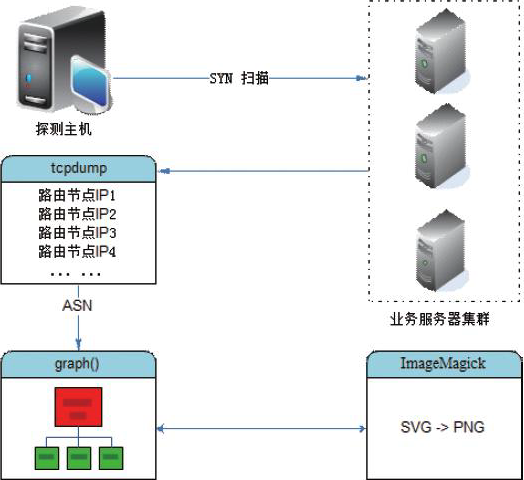 SYN 扫描
探测主机
tcpdump
路由节点IP1
路由节点IP2
路由节点IP3
路由节点IP4
... ...
业务服务器集群
ASN
graph()
ImageMagick
SVG -> PNG